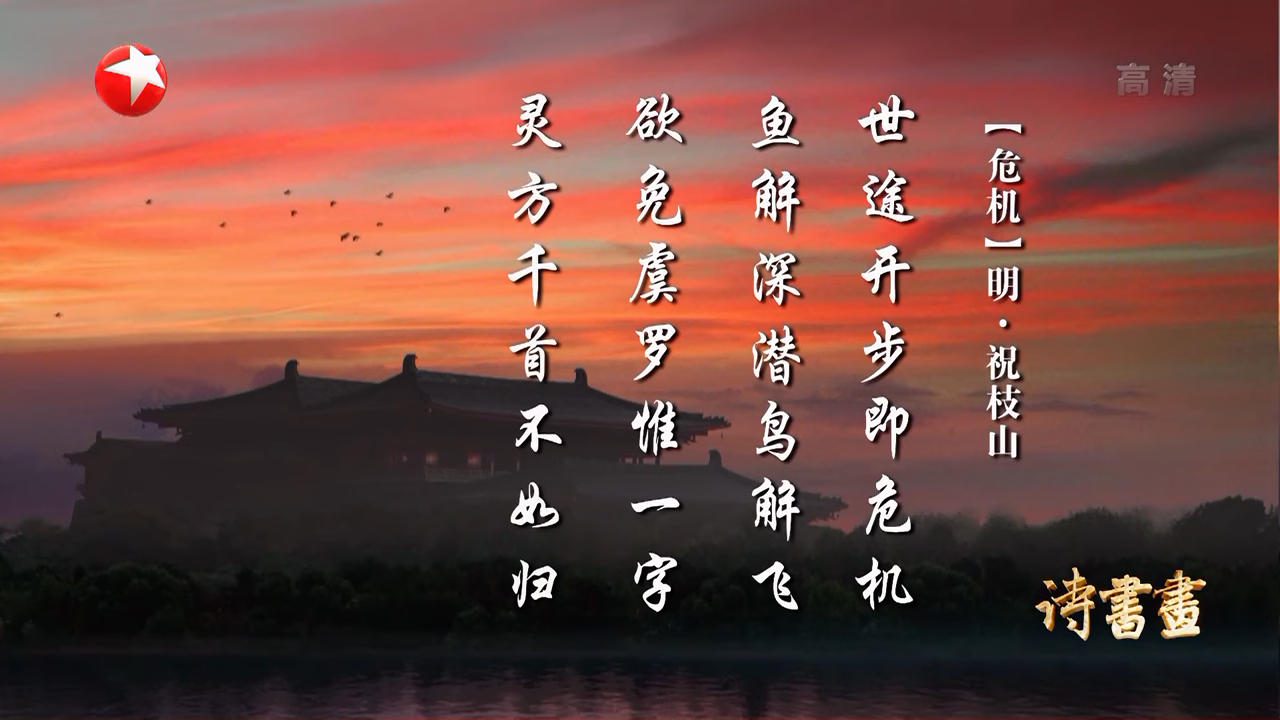 高清
【危机】明·祝枝山
世途开步即危机
鱼解深潜鸟解飞
欲免虞罗惟一字
灵方千首不如归
诗書畫